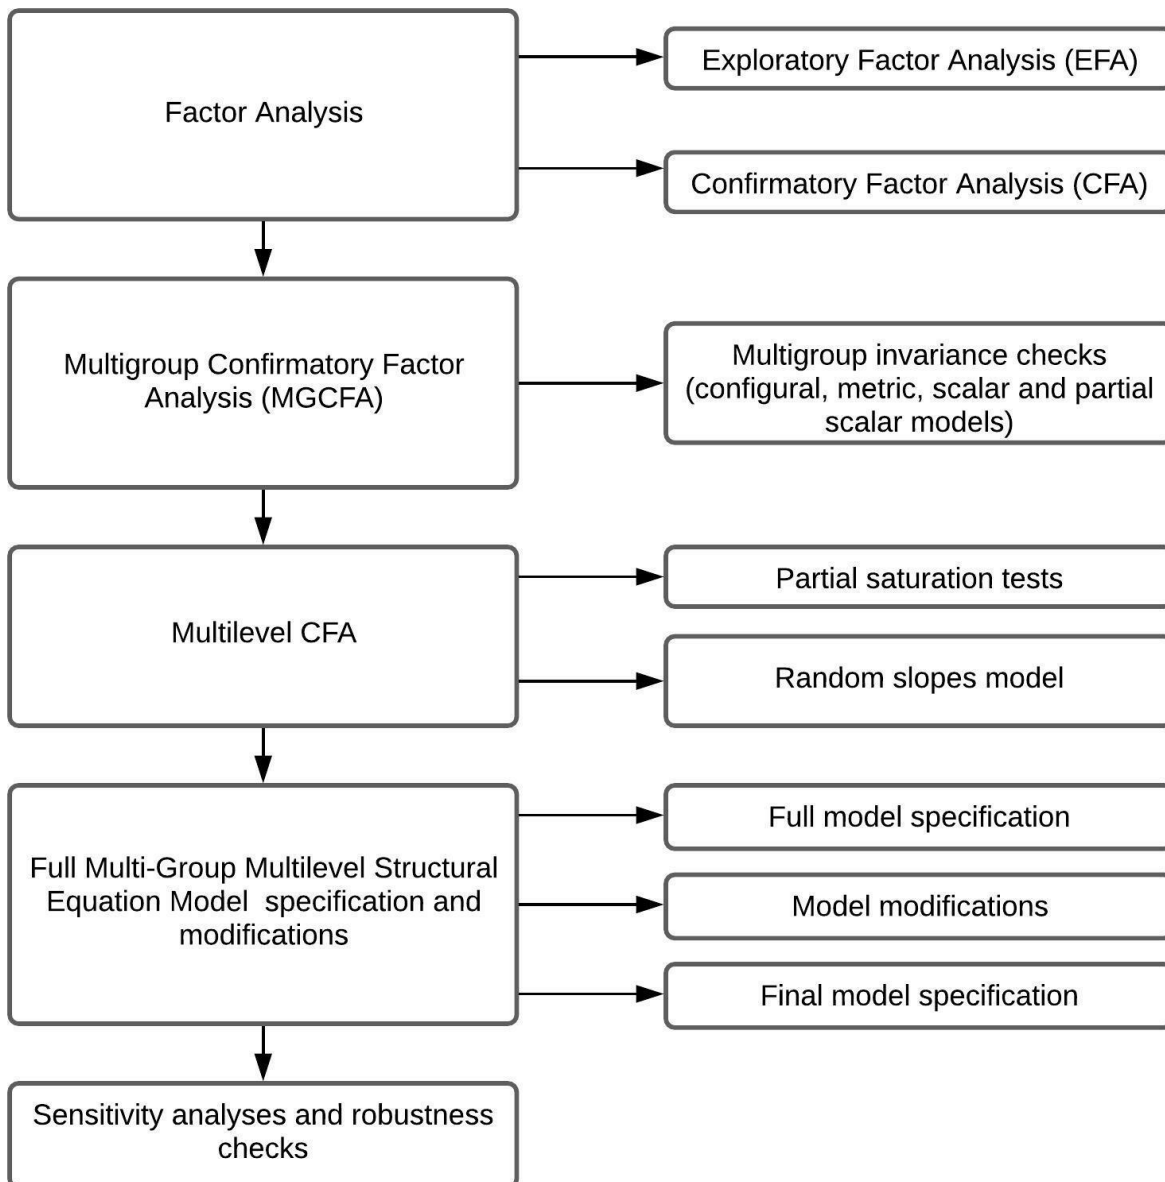 Factor Analysis
Exploratory Factor Analysis (EFA)
Confirmatory Factor Analysis (CFA)
Multigroup Confirmatory Factor
Analysis (MGCFA)
Multigroup invariance checks
(configural, metric, scalar and partial
scalar models)
Multilevel CFA
Partial saturation tests
Random slopes model
Full Multi-Group Multilevel Structural
Equation Model  specification and
modifications
Full model specification
Model modifications
Final model specification
Sensitivity analyses and robustness
checks